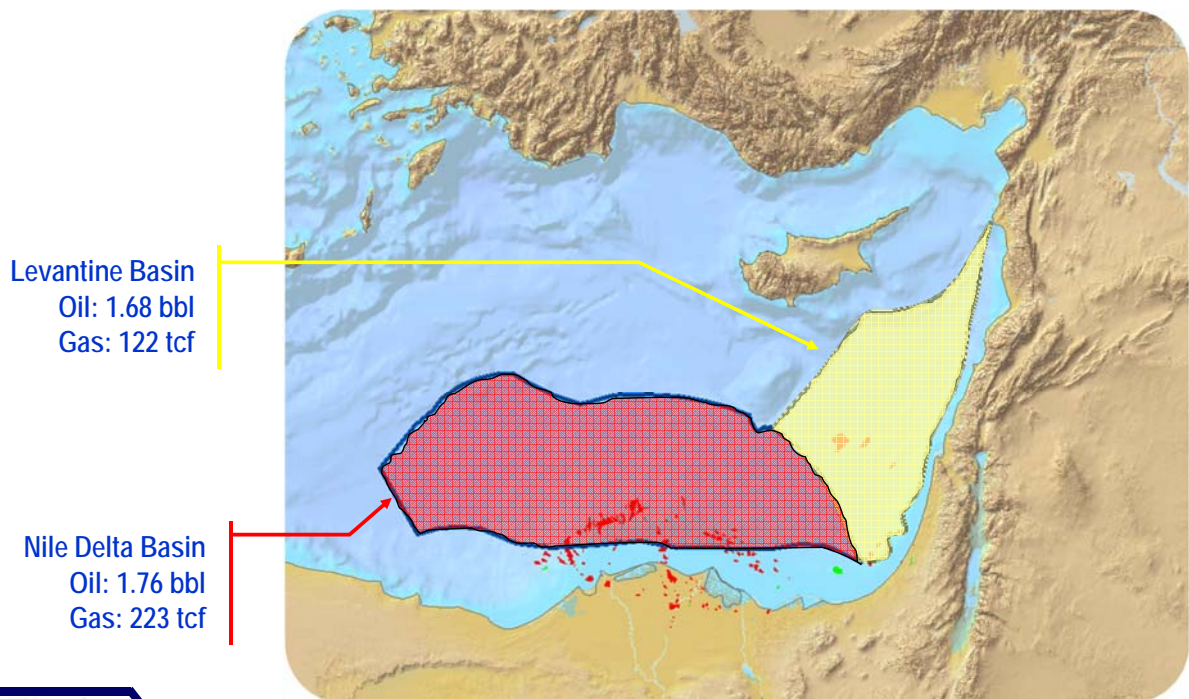 Levantine Basin
Oil: 1.68 bbl
Gas: 122 tcf
Nile Delta Basin
Oil: 1.76 bbl
Gas: 223 tcf